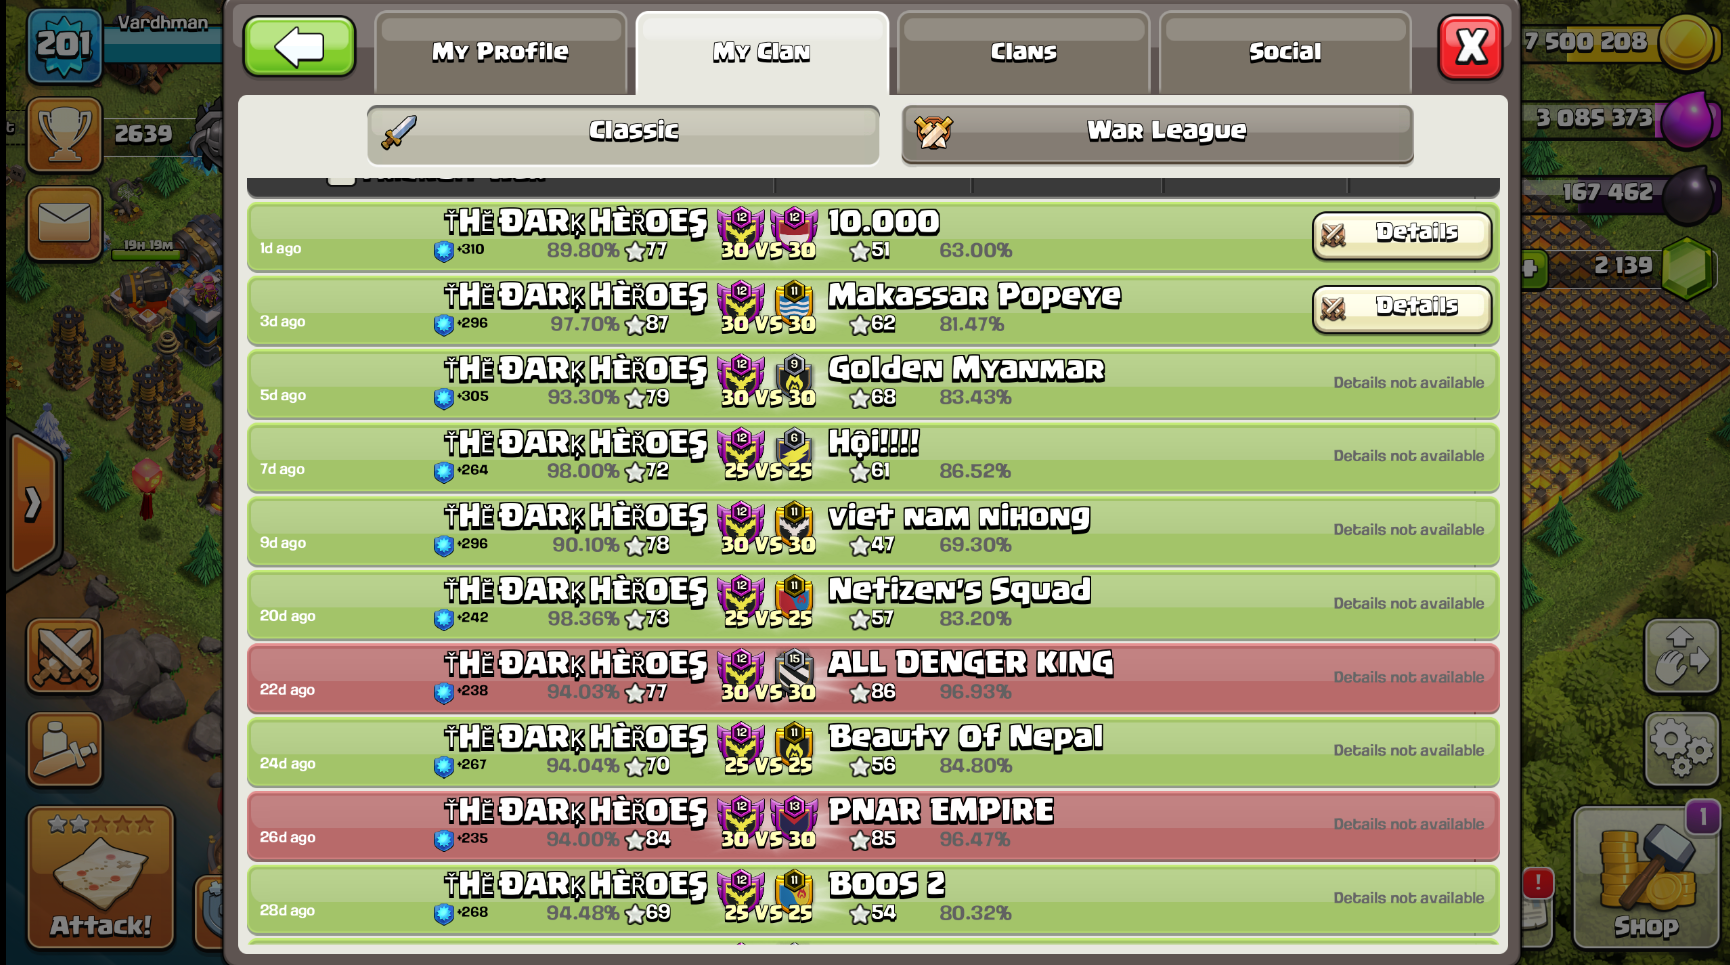 201
Vardhman
2639
19H 19M
Attack!
My Profile
My Clan
Clans
Social
X
Classic
War League
1d ago
ŤHĔ ĐARĶ HÈŘOEŞ
12
12
10.000
+310
89.80%
77
30 VS 30
51
63.00%
Details
3d ago
ŤHĔ ĐARĶ HÈŘOEŞ
12
11
Makassar Popeye
+296
97.70%
87
30 VS 30
62
81.47%
Details
5d ago
ŤHĔ ĐARĶ HÈŘOEŞ
12
9
Golden Myanmar
+305
93.30%
79
30 VS 30
68
83.43%
Details not available
7d ago
ŤHĔ ĐARĶ HÈŘOEŞ
12
6
Hội!!!!
+264
98.00%
72
25 VS 25
61
86.52%
Details not available
9d ago
ŤHĔ ĐARĶ HÈŘOEŞ
12
11
viet nam nihong
+296
90.10%
78
30 VS 30
47
69.30%
Details not available
20d ago
ŤHĔ ĐARĶ HÈŘOEŞ
12
11
Netizen's Squad
+242
98.36%
73
25 VS 25
57
83.20%
Details not available
22d ago
ŤHĔ ĐARĶ HÈŘOEŞ
12
15
ALL DENGER KING
+238
94.03%
77
30 VS 30
86
96.93%
Details not available
24d ago
ŤHĔ ĐARĶ HÈŘOEŞ
12
11
Beauty Of Nepal
+267
94.04%
70
25 VS 25
56
84.80%
Details not available
26d ago
ŤHĔ ĐARĶ HÈŘOEŞ
12
13
PNAR EMPIRE
+235
94.00%
84
30 VS 30
85
96.47%
Details not available
28d ago
ŤHĔ ĐARĶ HÈŘOEŞ
12
11
BOOS 2
+268
94.48%
69
25 VS 25
54
80.32%
Details not available
7 500 208
3 085 373
167 462
2 139
1
!
Shop